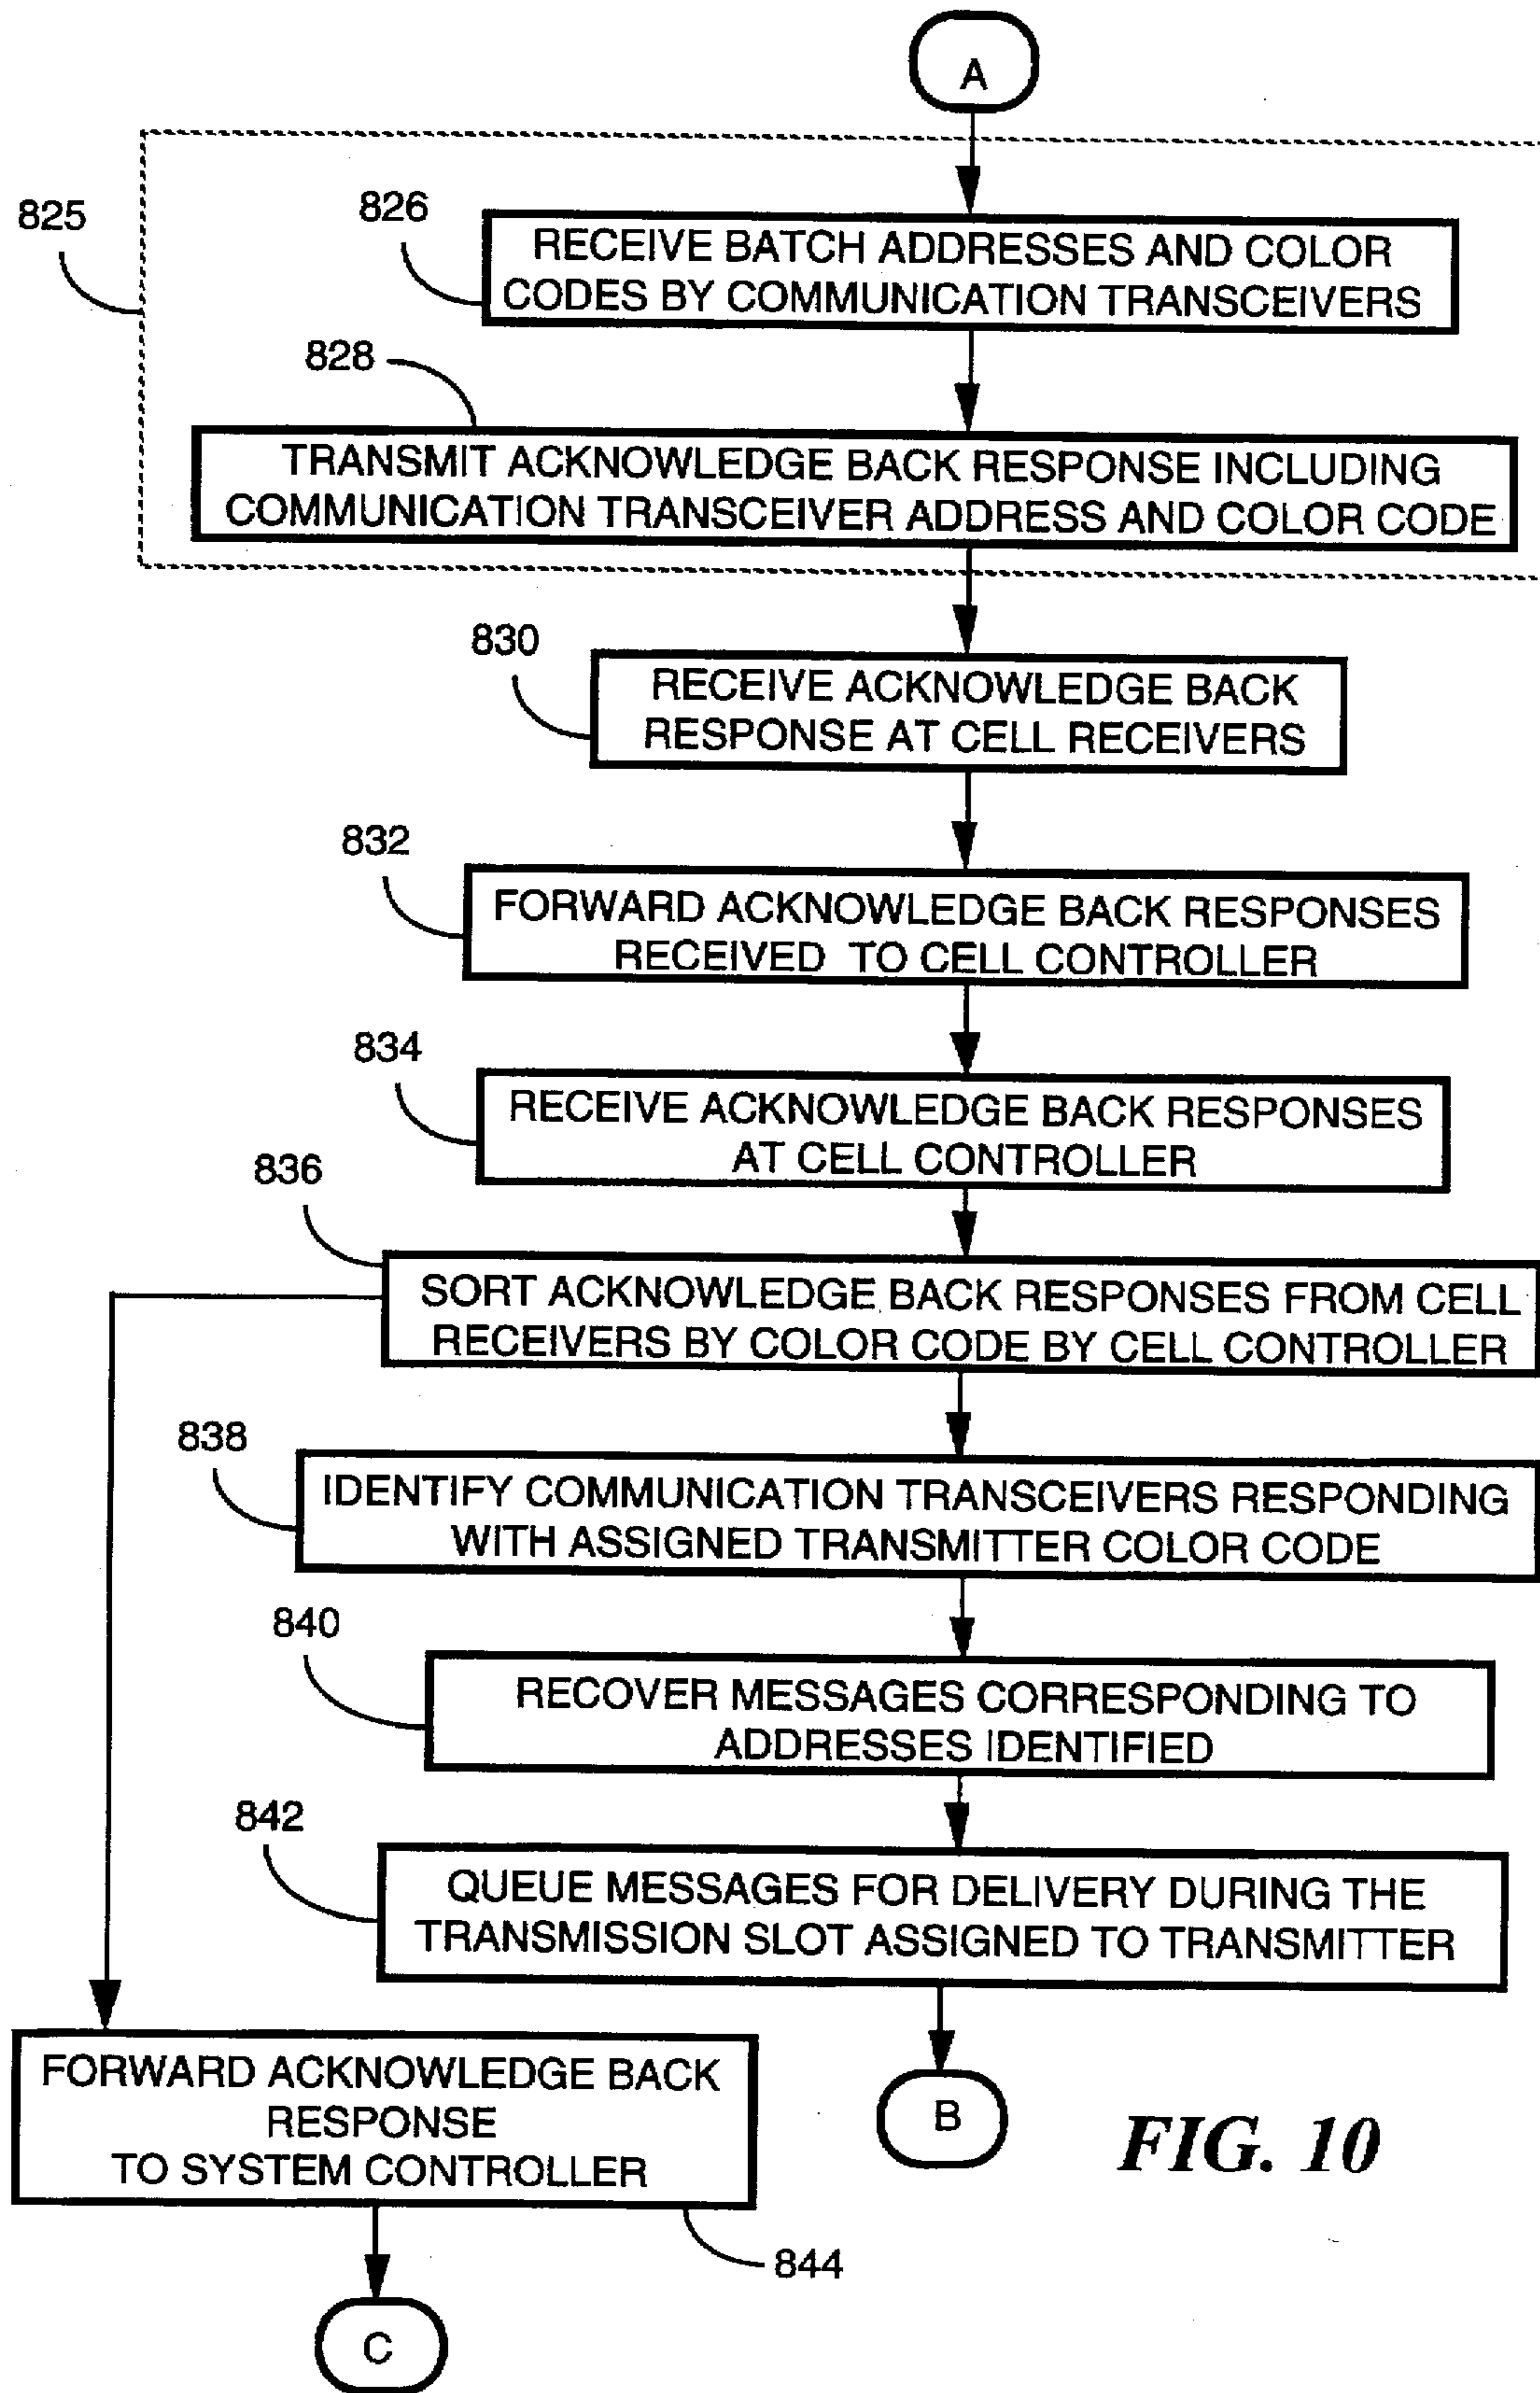 A
825
826
RECEIVE BATCH ADDRESSES AND COLOR
CODES BY COMMUNICATION TRANSCEIVERS
828
TRANSMIT ACKNOWLEDGE BACK RESPONSE INCLUDING
COMMUNICATION TRANSCEIVER ADDRESS AND COLOR CODE
830
RECEIVE ACKNOWLEDGE BACK
RESPONSE AT CELL RECEIVERS
832
FORWARD ACKNOWLEDGE BACK RESPONSES
RECEIVED TO CELL CONTROLLER
834
RECEIVE ACKNOWLEDGE BACK RESPONSES
AT CELL CONTROLLER
836
SORT ACKNOWLEDGE BACK RESPONSES FROM CELL
RECEIVERS BY COLOR CODE BY CELL CONTROLLER
838
IDENTIFY COMMUNICATION TRANSCEIVERS RESPONDING
WITH ASSIGNED TRANSMITTER COLOR CODE
840
RECOVER MESSAGES CORRESPONDING TO
ADDRESSES IDENTIFIED
842
QUEUE MESSAGES FOR DELIVERY DURING THE
TRANSMISSION SLOT ASSIGNED TO TRANSMITTER
FORWARD ACKNOWLEDGE BACK
RESPONSE
TO SYSTEM CONTROLLER
B
FIG. 10
844
C